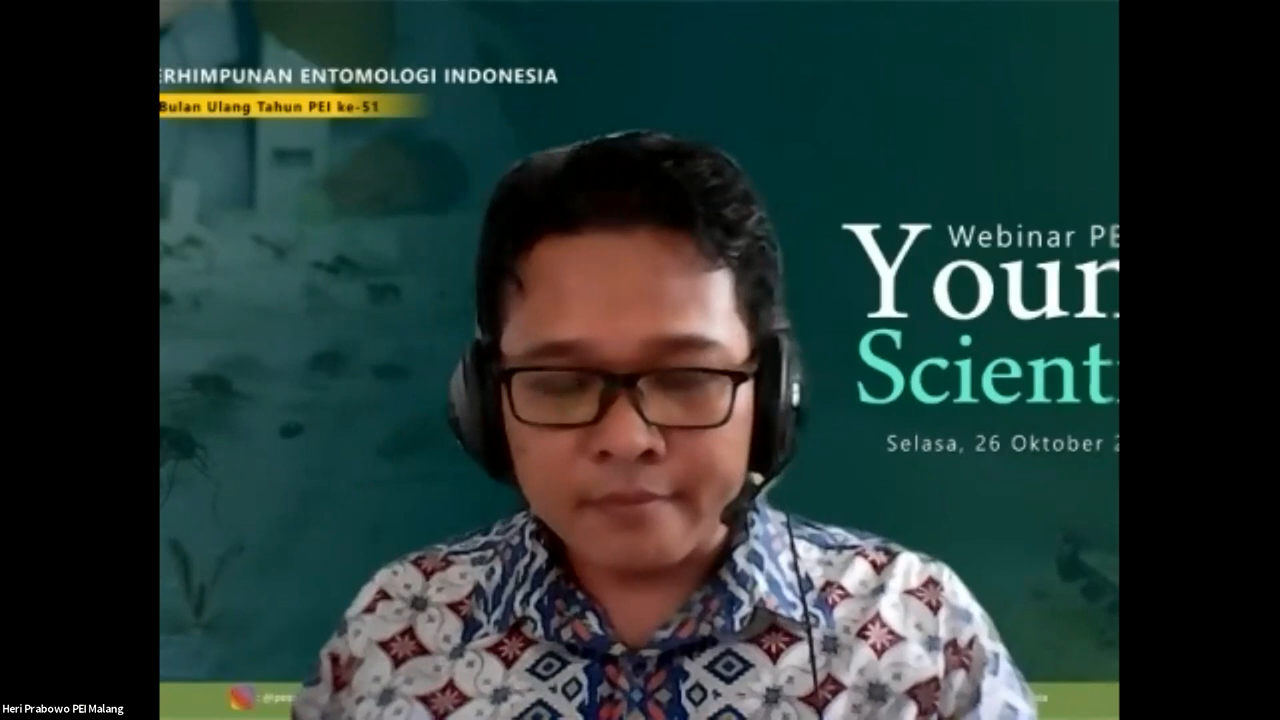 ERHIMPUNAN ENTOMOLOGI INDONESIA
Bulan Ulang Tahun PEI ke-51
Webinar PE
Youn
Scienti
Selasa, 26 Oktober 2
Heri Prabowo PEI Malang